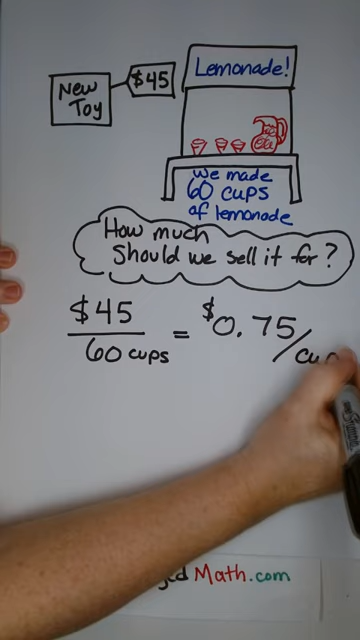 New
Toy
$45
Lemonade!
we made
60 cups
of lemonade
How much
Should we sell it for?
$45
60 cups
=
$0.75/cup
Math.com